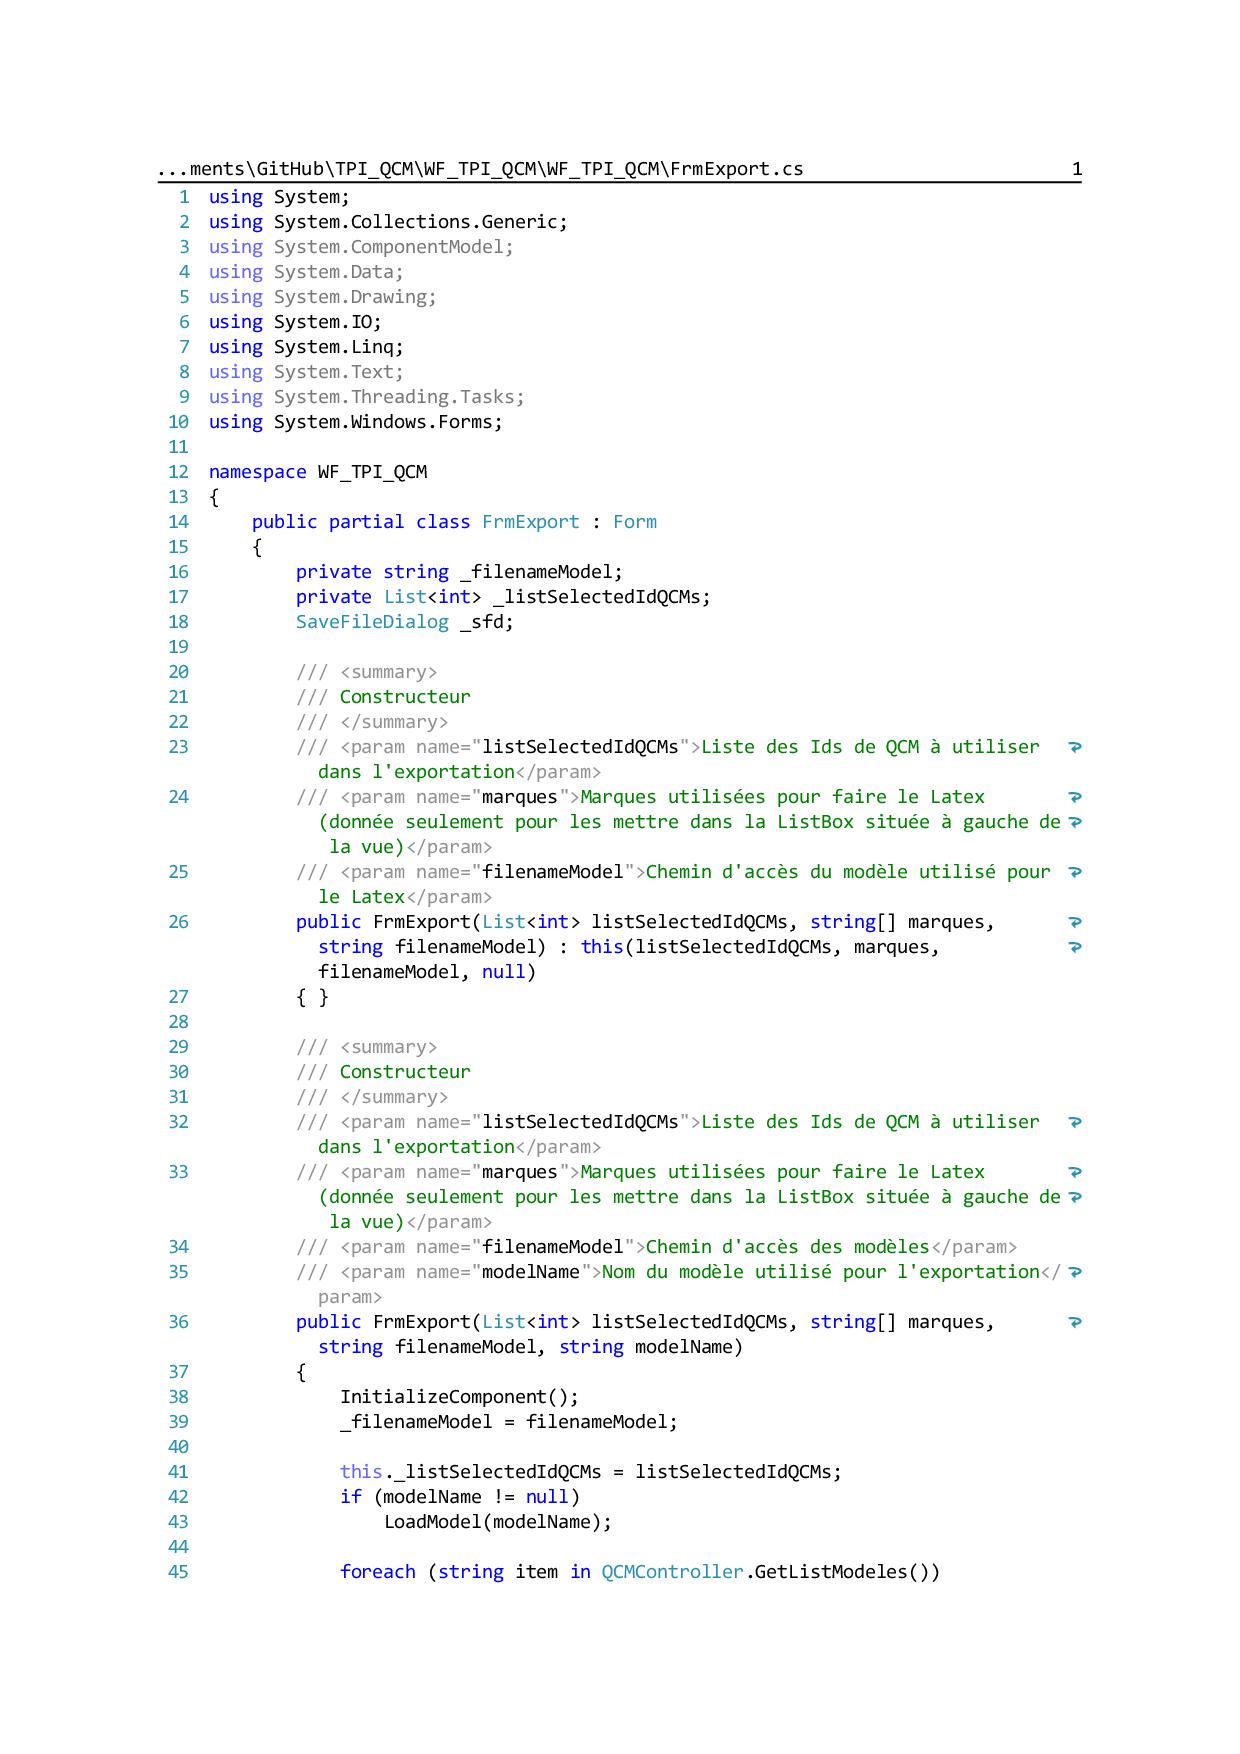 ...ments\GitHub\TPI_QCM\WF_TPI_QCM\WF_TPI_QCM\FrmExport.cs 1
1 using System;
2 using System.Collections.Generic;
3 using System.ComponentModel;
4 using System.Data;
5 using System.Drawing;
6 using System.IO;
7 using System.Linq;
8 using System.Text;
9 using System.Threading.Tasks;
10 using System.Windows.Forms;
11
12 namespace WF_TPI_QCM
13 {
14 public partial class FrmExport : Form
15 {
16 private string _filenameModel;
17 private List<int> _listSelectedIdQCMs;
18 SaveFileDialog _sfd;
19
20 /// <summary>
21 /// Constructeur
22 /// </summary>
23 /// <param name="listSelectedIdQCMs">Liste des Ids de QCM à utiliser
dans l'exportation</param>
24 /// <param name="marques">Marques utilisées pour faire le Latex
(donnée seulement pour les mettre dans la ListBox située à gauche de
la vue)</param>
25 /// <param name="filenameModel">Chemin d'accès du modèle utilisé pour
le Latex</param>
26 public FrmExport(List<int> listSelectedIdQCMs, string[] marques,
string filenameModel) : this(listSelectedIdQCMs, marques,
filenameModel, null)
27 { }
28
29 /// <summary>
30 /// Constructeur
31 /// </summary>
32 /// <param name="listSelectedIdQCMs">Liste des Ids de QCM à utiliser
dans l'exportation</param>
33 /// <param name="marques">Marques utilisées pour faire le Latex
(donnée seulement pour les mettre dans la ListBox située à gauche de
la vue)</param>
34 /// <param name="filenameModel">Chemin d'accès des modèles</param>
35 /// <param name="modelName">Nom du modèle utilisé pour l'exportation</
param>
36 public FrmExport(List<int> listSelectedIdQCMs, string[] marques,
string filenameModel, string modelName)
37 {
38 InitializeComponent();
39 _filenameModel = filenameModel;
40
41 this._listSelectedIdQCMs = listSelectedIdQCMs;
42 if (modelName != null)
43 LoadModel(modelName);
44
45 foreach (string item in QCMController.GetListModeles())